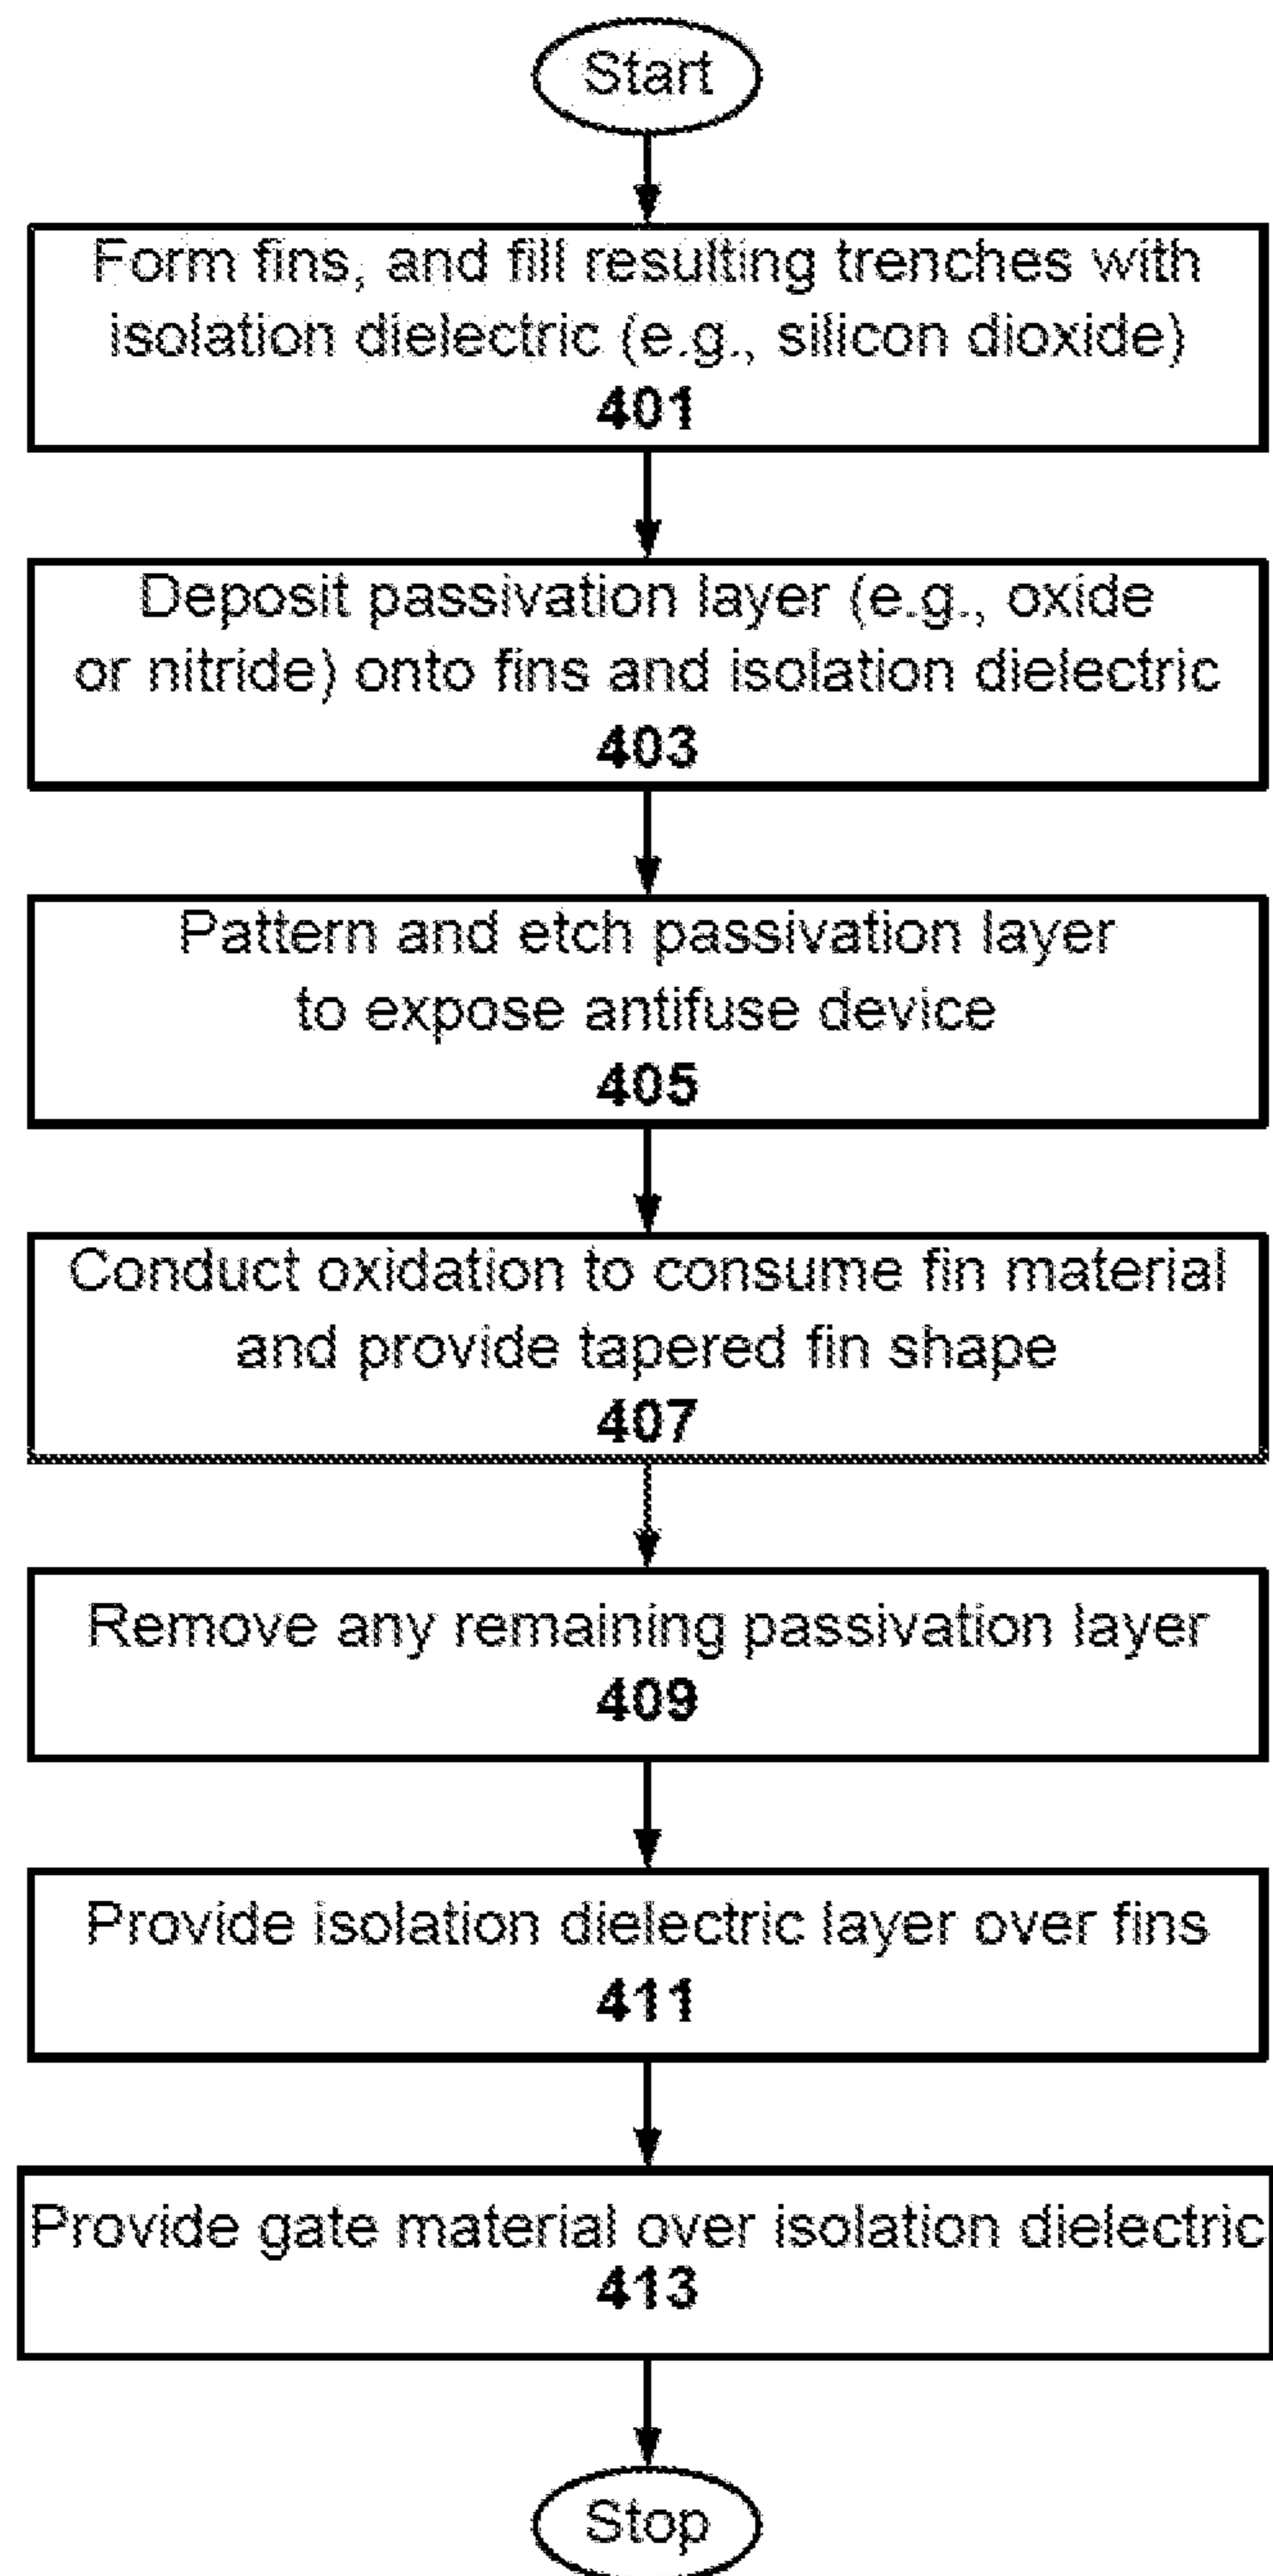 Start
Form fins, and fill resulting trenches with
isolation dielectric (e.g., silicon dioxide)
401
Deposit passivation layer (e.g., oxide
or nitride) onto fins and isolation dielectric
403
Pattern and etch passivation layer
to expose antifuse device
405
Conduct oxidation to consume fin material
and provide tapered fin shape
407
Remove any remaining passivation layer
409
Provide isolation dielectric layer over fins
411
Provide gate material over isolation dielectric
413
Stop